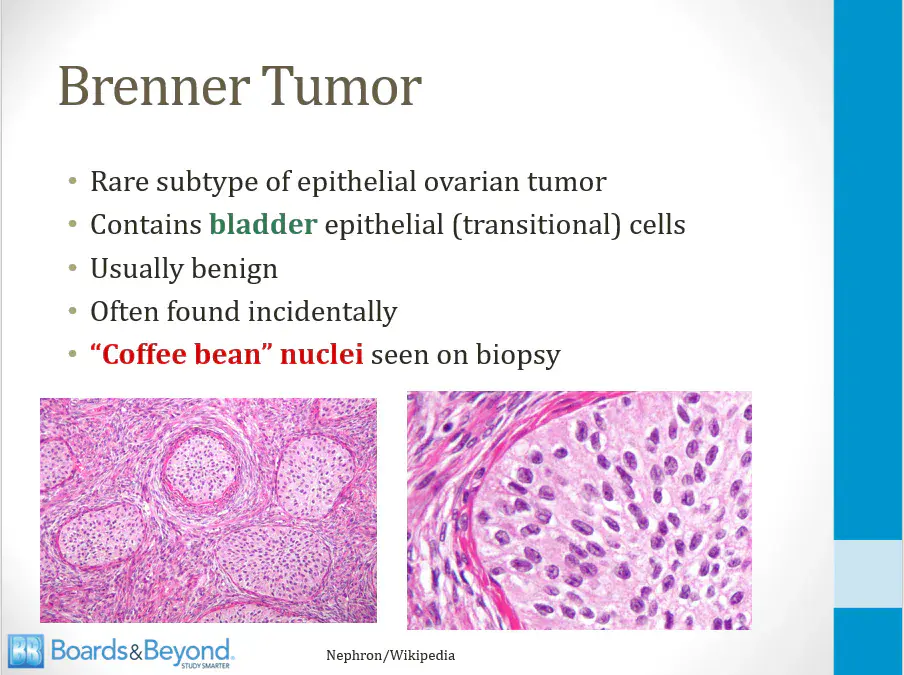 Brenner Tumor
• Rare subtype of epithelial ovarian tumor
• Contains bladder epithelial (transitional) cells
• Usually benign
• Often found incidentally
• “Coffee bean” nuclei seen on biopsy
BB Boards&Beyond.
STUDY SMARTER
Nephron/Wikipedia